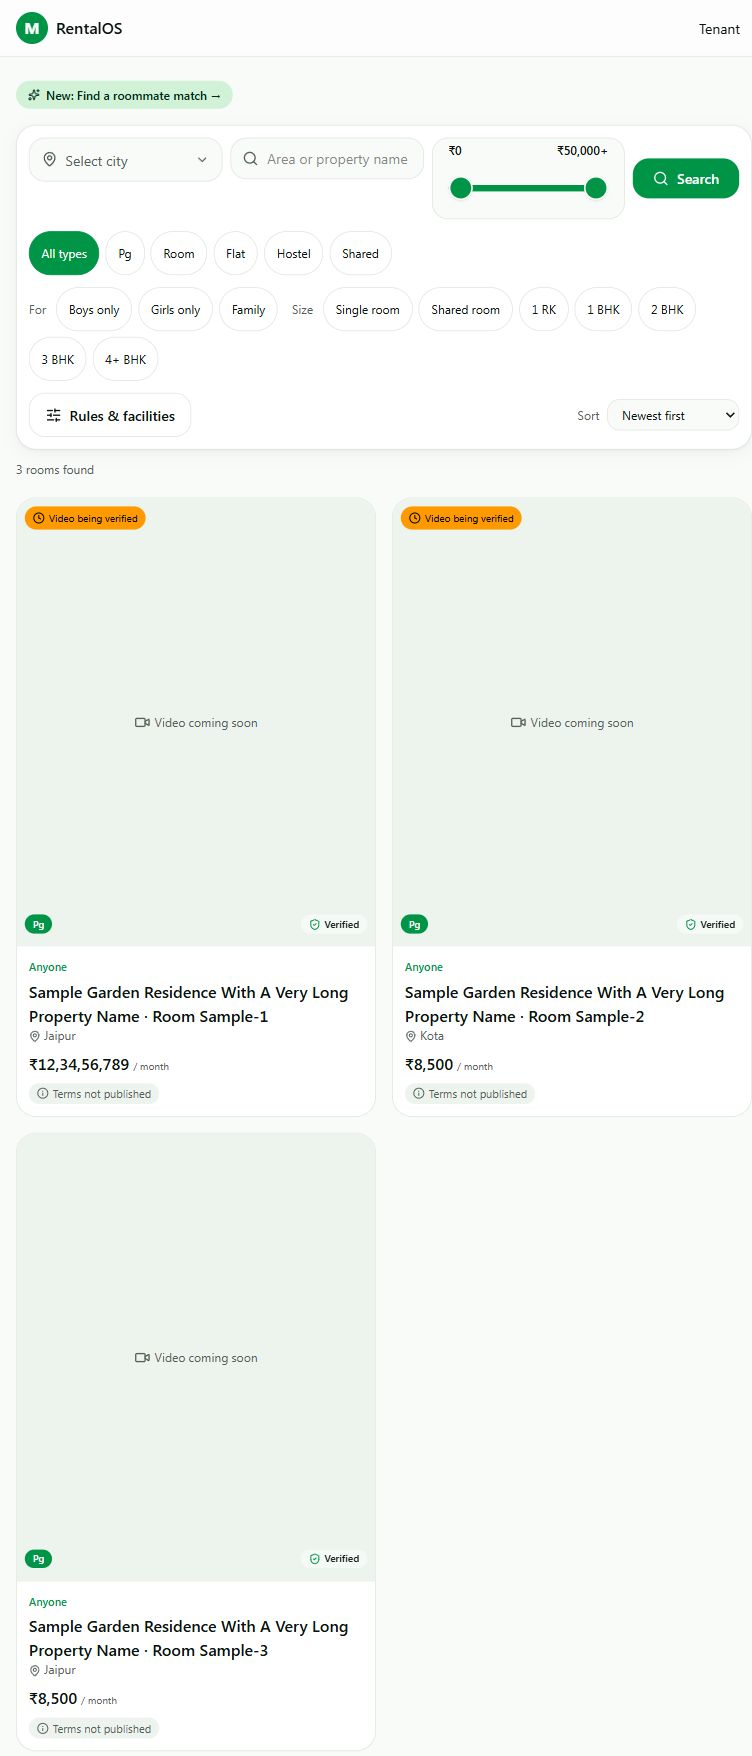 M RentalOS Tenant
New: Find a roommate match →
Select city
Area or property name
₹0 ₹50,000+
Search
All types Pg Room Flat Hostel Shared
For Boys only Girls only Family Size Single room Shared room 1 RK 1 BHK 2 BHK
3 BHK 4+ BHK
Rules & facilities Sort Newest first
3 rooms found
Video being verified
Video coming soon
Pg Verified
Anyone
Sample Garden Residence With A Very Long
Property Name · Room Sample-1
Jaipur
₹12,34,56,789 / month
Terms not published
Video being verified
Video coming soon
Pg Verified
Anyone
Sample Garden Residence With A Very Long
Property Name · Room Sample-2
Kota
₹8,500 / month
Terms not published
Video coming soon
Pg Verified
Anyone
Sample Garden Residence With A Very Long
Property Name · Room Sample-3
Jaipur
₹8,500 / month
Terms not published